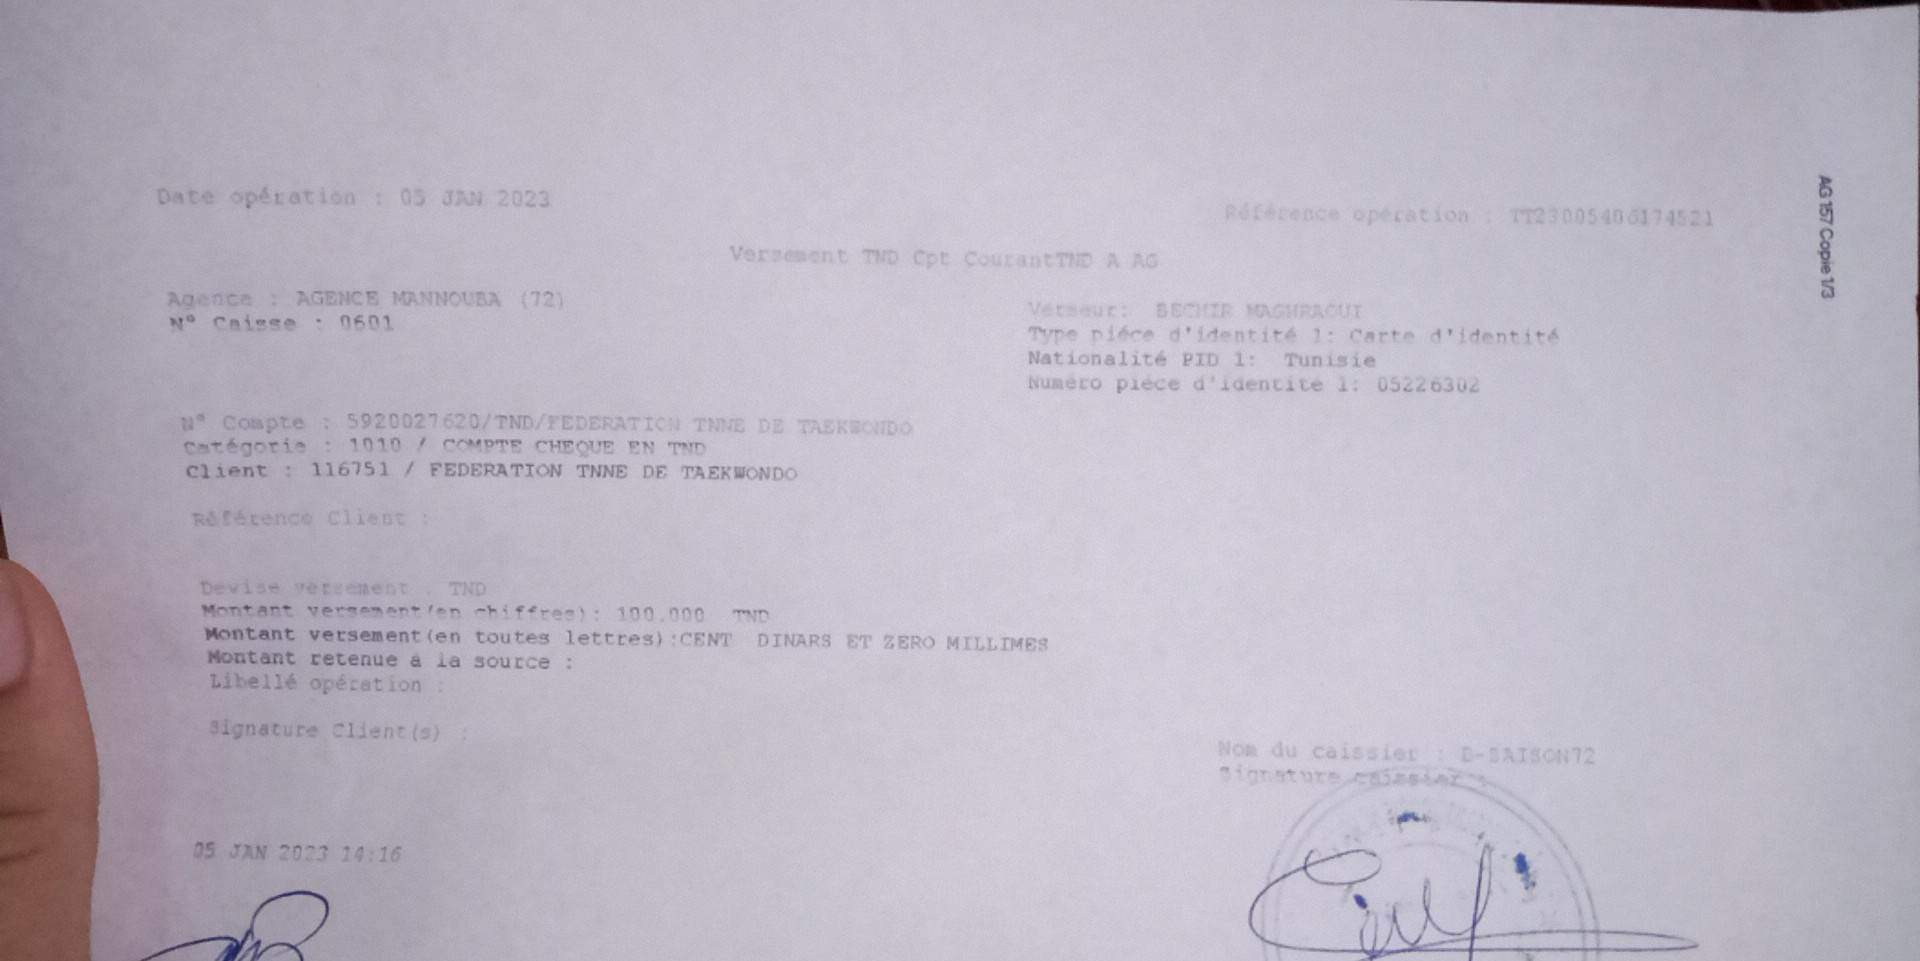 Date opération : 05 JAN 2023
Référence opération : TT23005406174521
AG 157 Copie 1/3
Versement TND Cpt CourantTND A AG
Agence : AGENCE MANNOUBA (72)
N° Caisse : 0601
Verseur: BECHIR MAGHRAOUI
Type piéce d'identité 1: Carte d'identité
Nationalité PID 1: Tunisie
Numéro piéce d'identité 1: 05226302
N° Compte : 5920027620/TND/FEDERATION TNNE DE TAEKWONDO
Catégorie : 1010 / COMPTE CHEQUE EN TND
Client : 116751 / FEDERATION TNNE DE TAEKWONDO
Référence Client :
Devise versement : TND
Montant versement(en chiffres): 100.000 TND
Montant versement(en toutes lettres):CENT DINARS ET ZERO MILLIMES
Montant retenue à la source :
Libellé opération :
Signature Client(s) :
Nom du caissier : D-SAISON72
Signature caissier :
05 JAN 2023 14:16